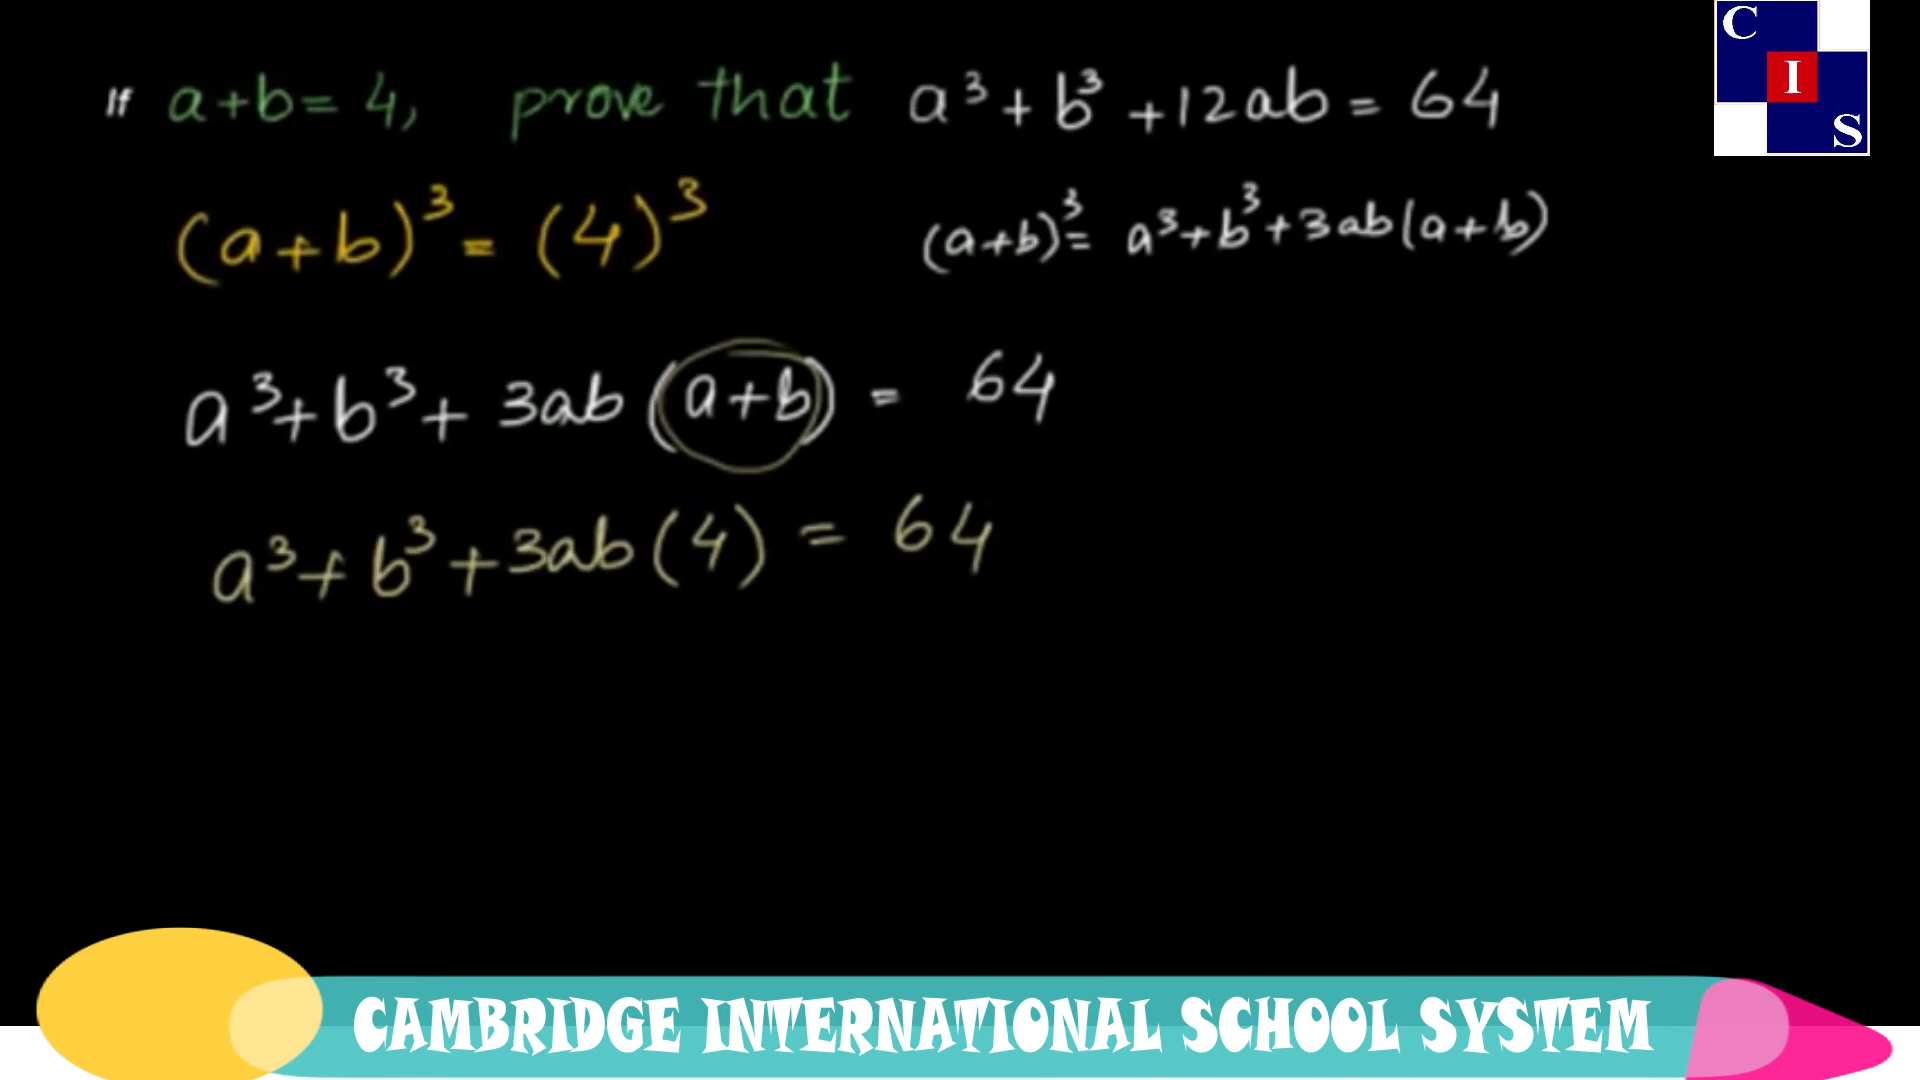 If a+b=4, prove that a³ + b³ +12ab = 64
(a+b)³ = (4)³
(a+b)³= a³+b³+3ab(a+b)
a³+b³+ 3ab (a+b) = 64
a³+b³+3ab(4) = 64
C
I
S
CAMBRIDGE INTERNATIONAL SCHOOL SYSTEM